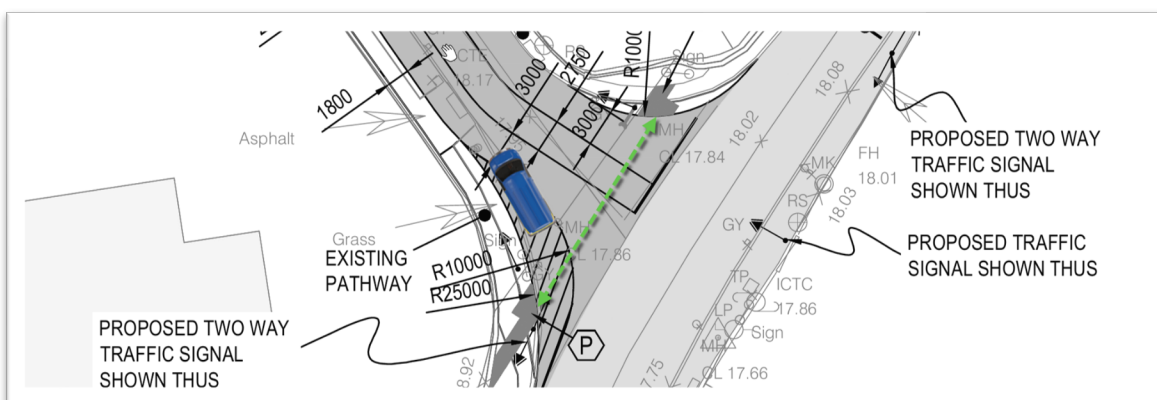 R10000
Sign
RS
ICTE
18.17
1800
3000
2750
3000
Asphalt
MH
CL 17.84
18.02
18.08
PROPOSED TWO WAY
TRAFFIC SIGNAL
SHOWN THUS
FH
18.01
MK
RS
18.03
GY
PROPOSED TRAFFIC
SIGNAL SHOWN THUS
Grass
EXISTING
PATHWAY
Sign
MH
CL 17.86
R10000
R25000
TP
ICTC
17.86
LP
Sign
MH
CL 17.66
P
PROPOSED TWO WAY
TRAFFIC SIGNAL
SHOWN THUS